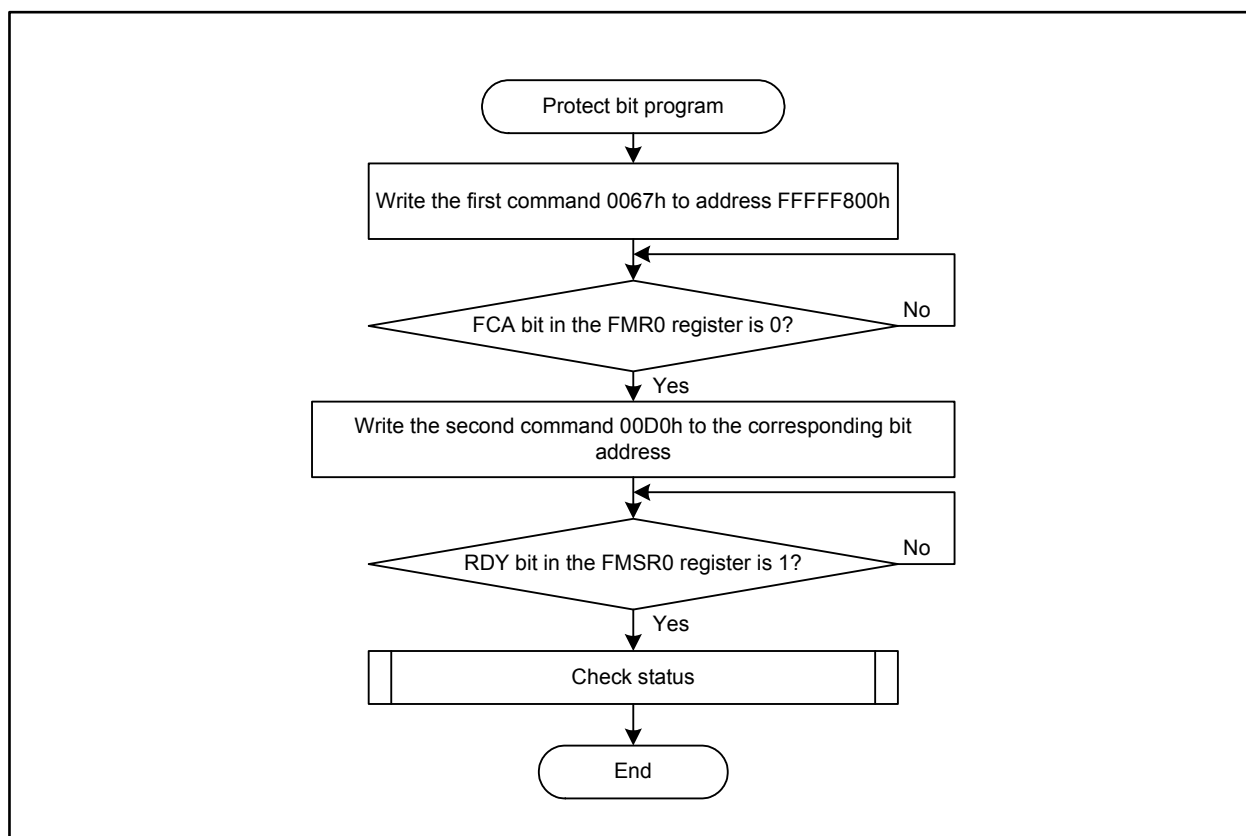 Protect bit program
Write the first command 0067h to address FFFFF800h
FCA bit in the FMR0 register is 0?
No
Yes
Write the second command 00D0h to the corresponding bit
address
RDY bit in the FMSR0 register is 1?
No
Yes
Check status
End